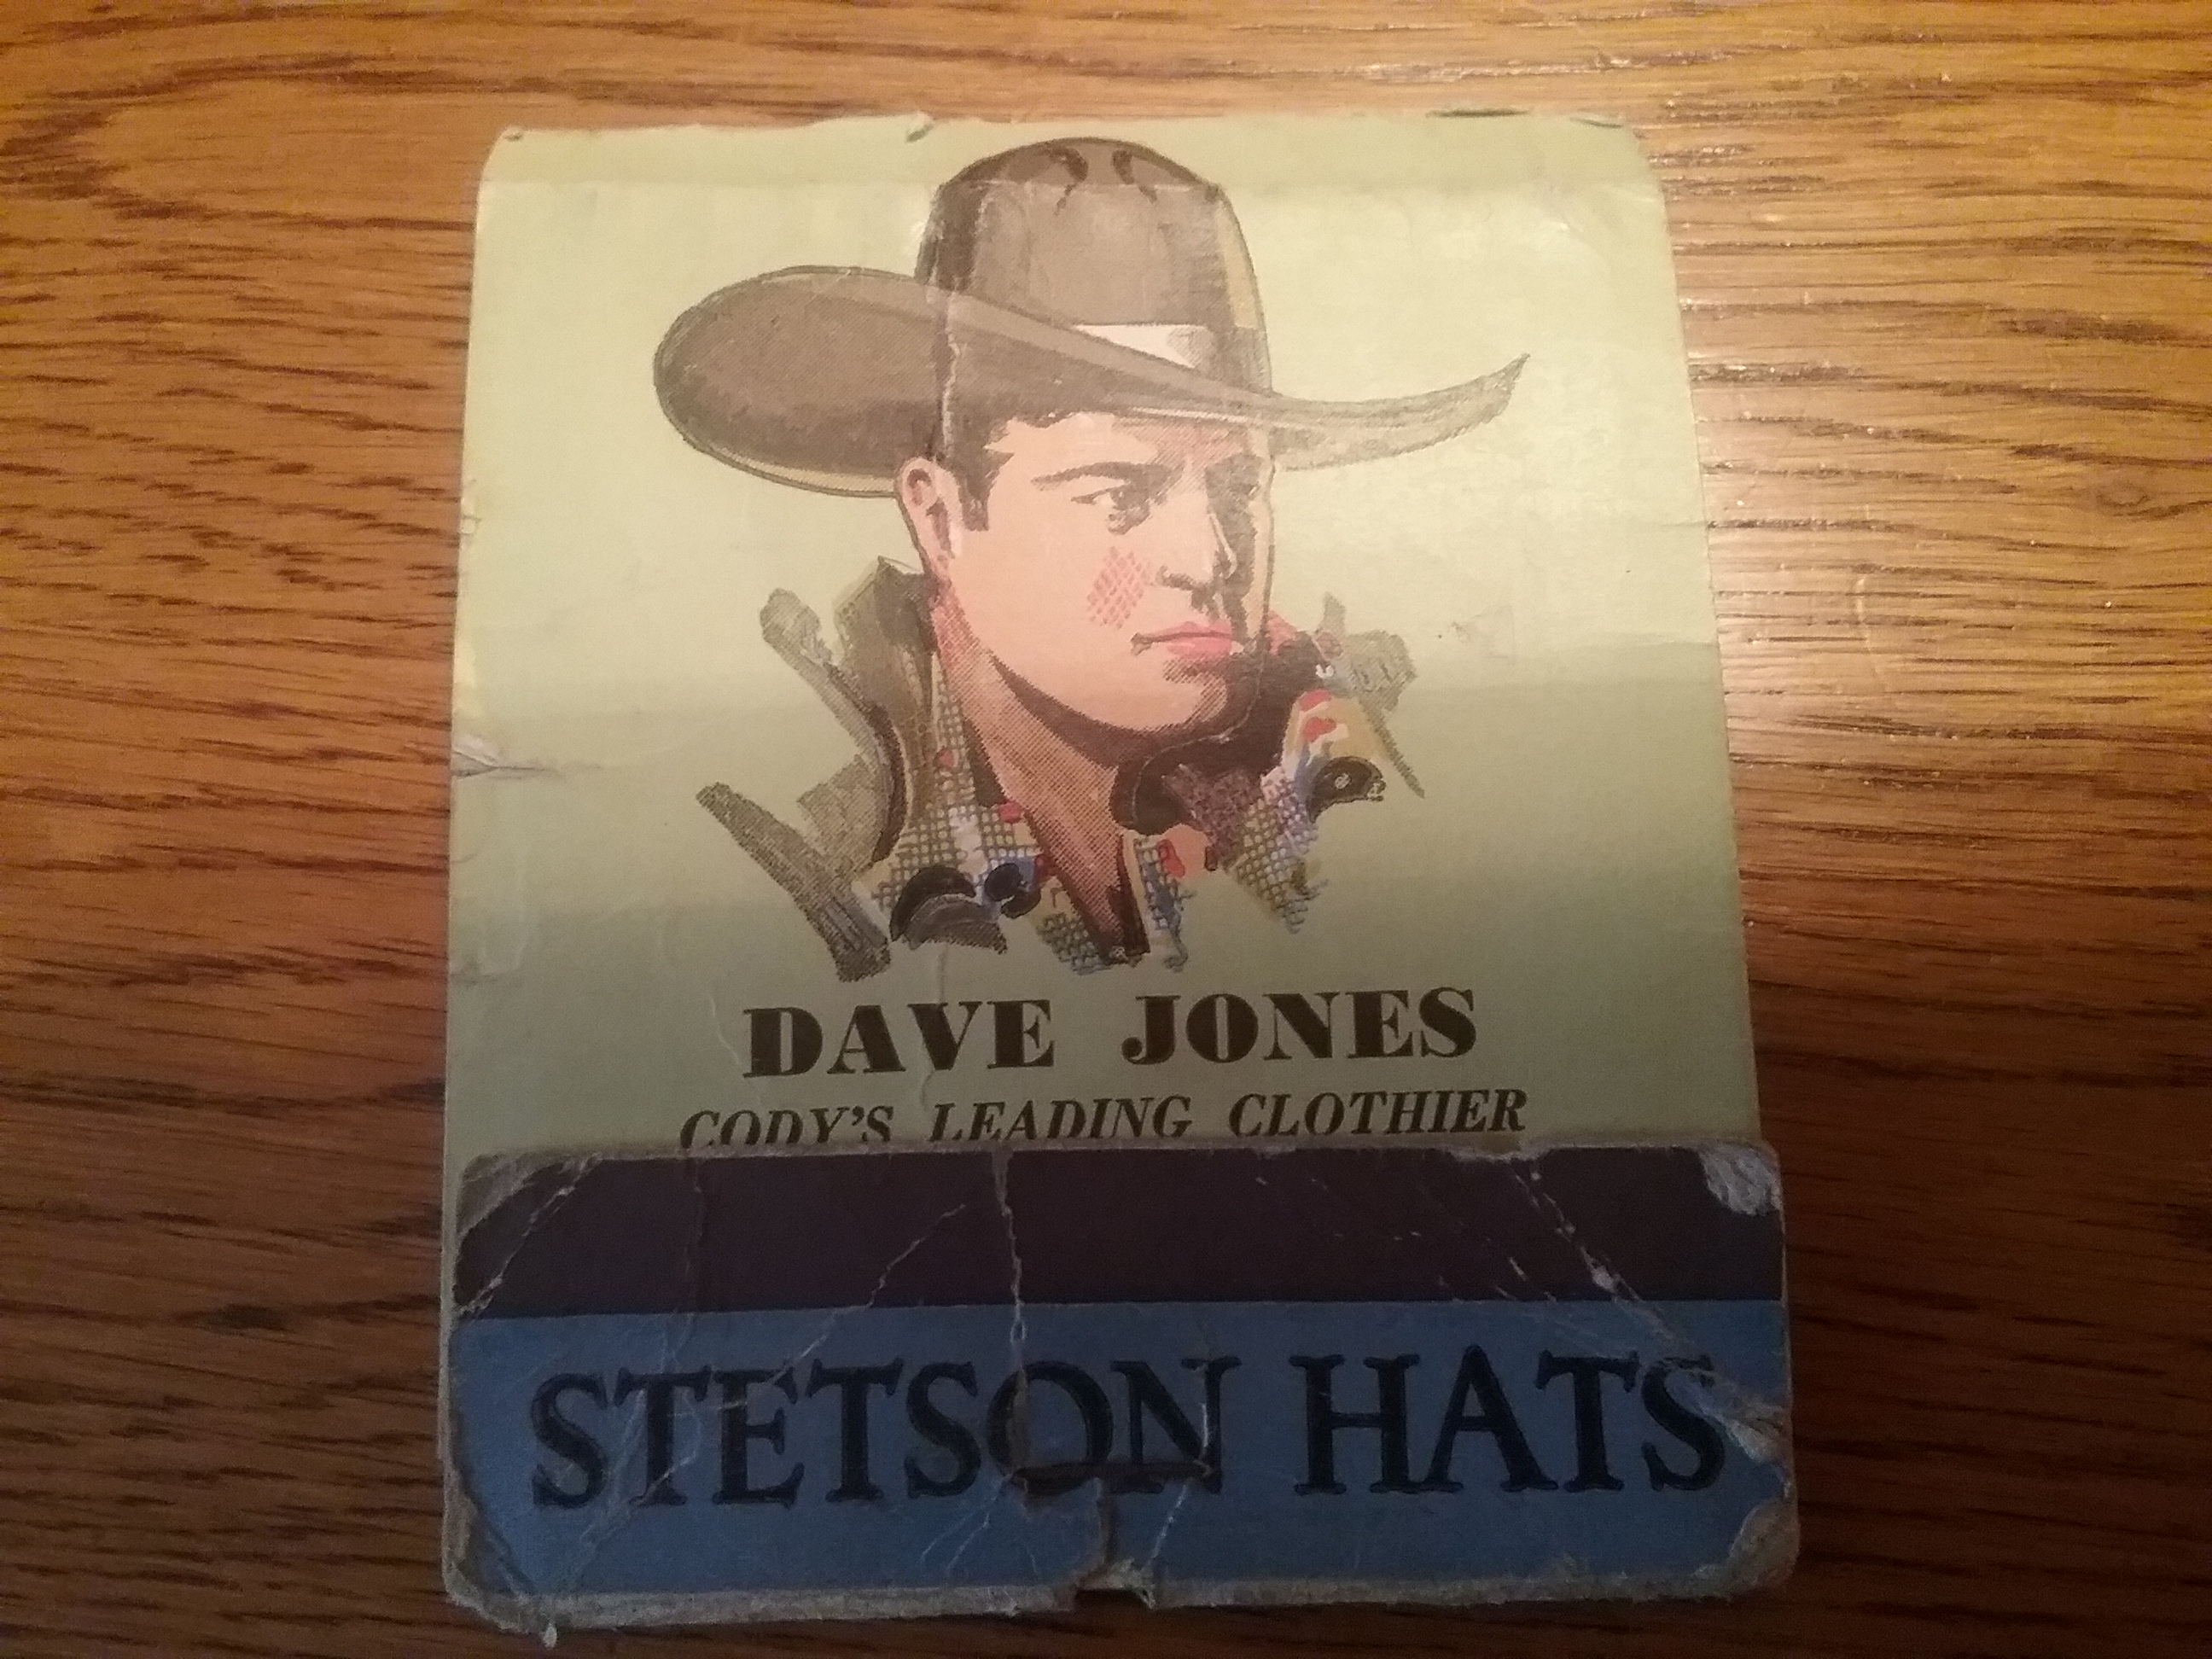 DAVE JONES
CODY'S LEADING CLOTHIER
STETSON HATS